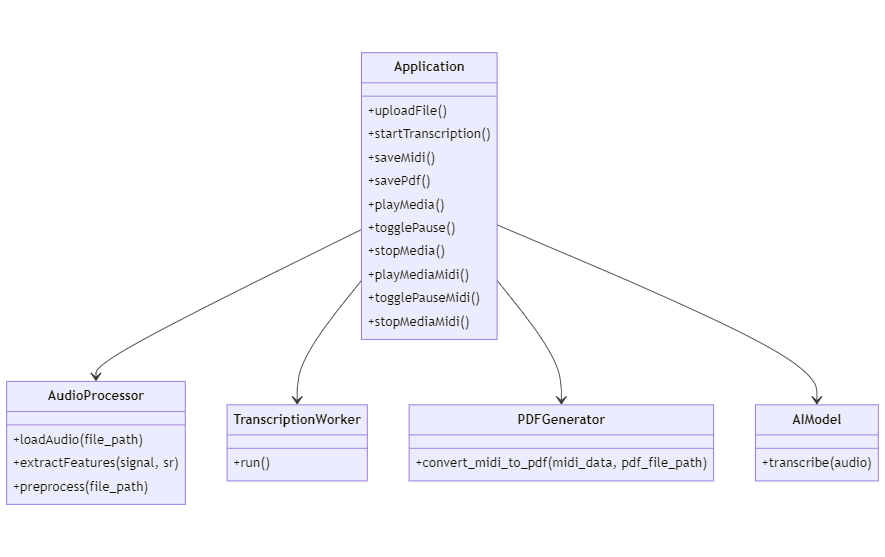 Application
+uploadFile()
+startTranscription()
+saveMidi()
+savePdf()
+playMedia()
+togglePause()
+stopMedia()
+playMediaMidi()
+togglePauseMidi()
+stopMediaMidi()
AudioProcessor
+loadAudio(file_path)
+extractFeatures(signal, sr)
+preprocess(file_path)
TranscriptionWorker
+run()
PDFGenerator
+convert_midi_to_pdf(midi_data, pdf_file_path)
AIModel
+transcribe(audio)